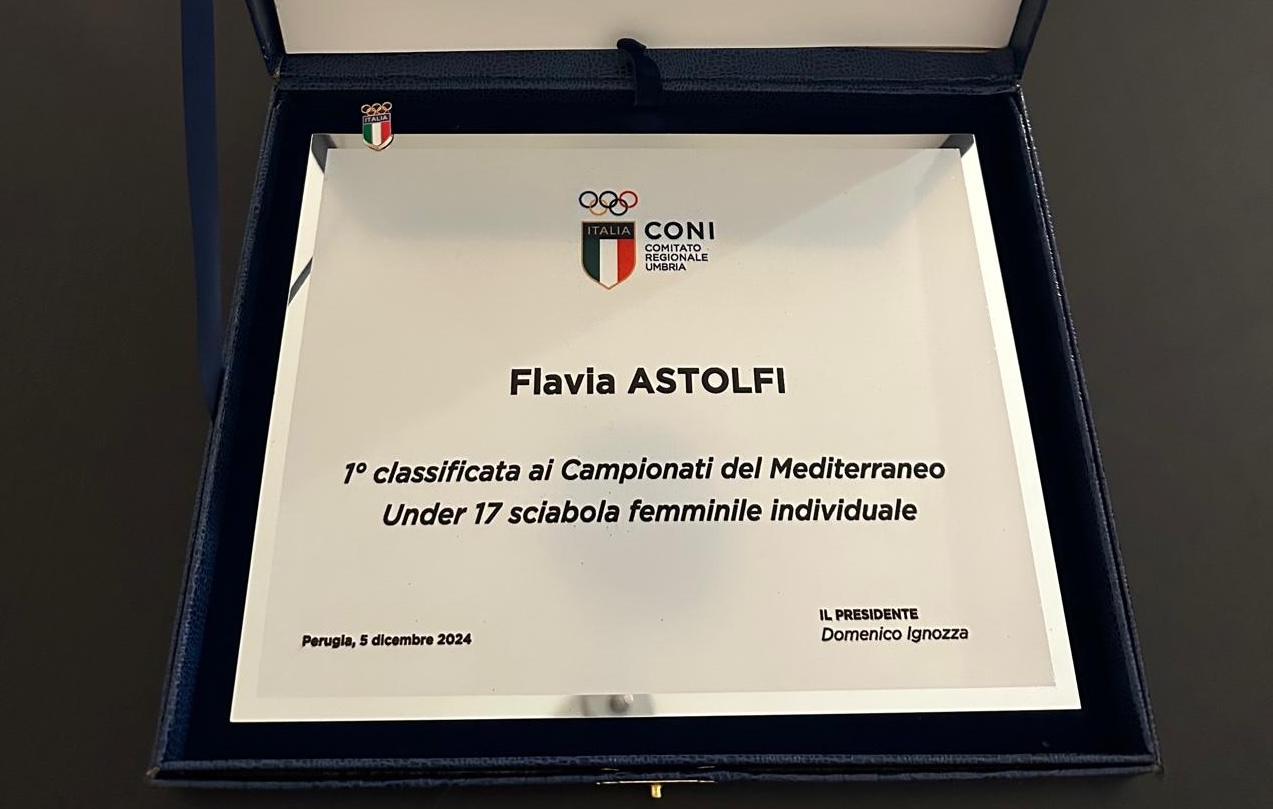 ITALIA
ITALIA
CONI
COMITATO
REGIONALE
UMBRIA
Flavia ASTOLFI
1° classificata ai Campionati del Mediterraneo
Under 17 sciabola femminile individuale
IL PRESIDENTE
Domenico Ignozza
Perugia, 5 dicembre 2024